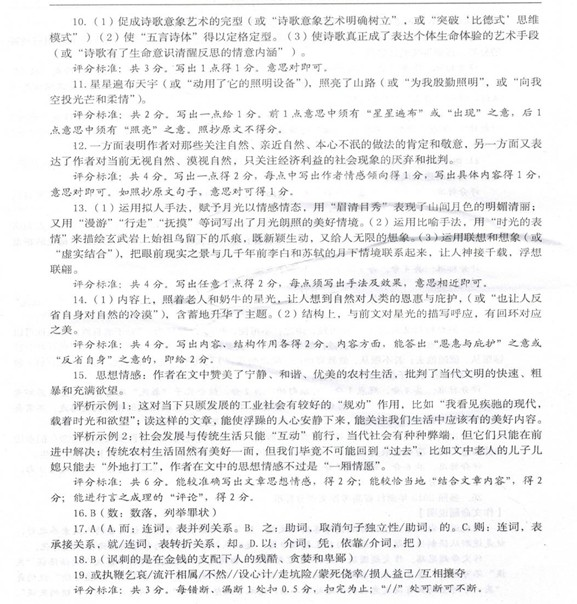 10.（1）促成诗歌意象艺术的完型（或“诗歌意象艺术明确树立”，或“突破‘比德式’思维
模式”）（2）使“五言诗体”得以定格定型。（3）使诗歌真正成了表达个体生命体验的艺术手段
（或“诗歌有了生命意识清醒反思的情意内涵”）。
评分标准：共3分。写出1点得1分。意思对即可。
11.星星遍布天宇（或“动用了它的照明设备”），照亮了山路（或“为我殷勤照明”，或“向我
空投光芒和柔情”）。
评分标准：共2分。写出一点给1分。前1点意思中须有“星星遍布”或“出现”之意，后1
点意思中须有“照亮”之意。照抄原文不得分。
12.一方面表明作者对那些关注自然、亲近自然、本心不泯的做法的肯定和敬意，另一方面又表
达了作者对当前无视自然、漠视自然，只关注经济利益的社会现象的厌弃和批判。
评分标准：共4分。写出一点得2分，每点中写出作者情感倾向得1分，写出具体内容得1分，
意思对即可。如照抄原文句子，意思对可得1分。
13.（1）运用拟人手法，赋予月光以情感情态，用“眉清目秀”表现了山间月色的明媚清丽；
又用“漫游”“行走”“抚摸”等词写出了月光朗照的美好情境。（2）运用比喻手法，用“时光的表
情”来描绘玄武岩上始祖鸟留下的爪痕，既新颖生动，又给人无限的想象。（3）运用联想和想象（或
“虚实结合”），把眼前现实之景与几千年前李白和苏轼的月下情境联系起来，让人神接千载，浮想
联翩。
评分标准：共4分。写出任意1点得2分，每点须写出手法及效果，意思相近即可。
14.（1）内容上，照着老人和奶牛的星光，让人想到自然对人类的恩惠与庇护，（或“也让人反
省自身对自然的冷漠”），含蓄地升华了主题。（2）结构上，与前文对星光的描写呼应，有回环对应
之美。
评分标准：共4分。写出内容、结构作用各得2分。内容方面，能答出“恩惠与庇护”之意或
“反省自身”之意的，即给2分。
15. 思想情感：作者在文中赞美了宁静、和谐、优美的农村生活，批判了当代文明的快速、粗
暴和充满欲望。
评析示例1：这对当下只顾发展的工业社会有较好的“规劝”作用，比如“我看见疾驰的现代，
载着时光和欲望”；读这样的文章，能使浮躁的人心安静下来，能关注我们生活中应该有的美好内容。
评析示例2：社会发展与传统生活只能“互动”前行，当代社会有种种弊端，但它们只能在前
进中解决；传统农村生活固然有美好一面，但我们毕竟不可能回到“过去”，比如文中老人的儿子儿
媳只能去“外地打工”，作者在文中的思想情感不过是“一厢情愿”。
评分标准：共6分。能较准确写出文章思想情感，得2分；能较恰当地“结合文章内容”，得2
分；能进行言之成理的“评论”，得2分。
16.B（数：数落，列举罪状）
17.A（A.而：连词，表并列关系。B. 之：助词，取消句子独立性/助词，的。C.则：连词，表
承接关系，就/连词，表转折关系，却。D.以：介词，凭，依靠/介词，把）
18.B（讽刺的是在金钱的支配下人的残酷、贪婪和卑鄙）
19.或执鞭乞哀/流汗相属/不然//设心计/走坑险/蒙死侥幸/损人益己/互相攘夺
评分标准：共3分。每错断、漏断1处扣0.5分，扣完为止；“//”处可断可不断。